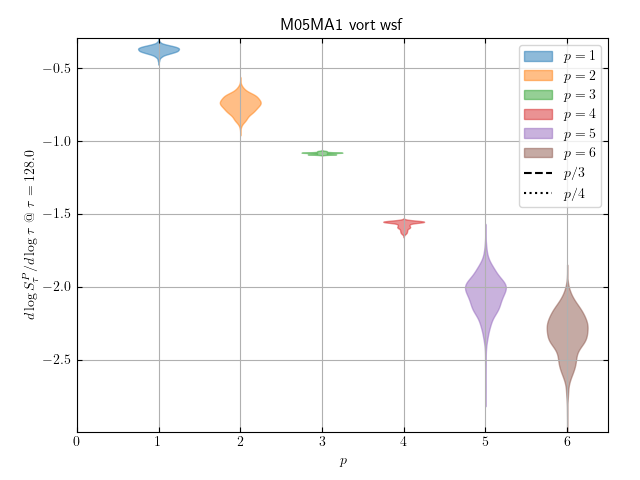 M05MA1 vort wsf
d log S_τ^P / d log τ @ τ = 128.0
−0.5
−1.0
−1.5
−2.0
−2.5
0 1 2 3 4 5 6
p
p = 1
p = 2
p = 3
p = 4
p = 5
p = 6
p/3
p/4